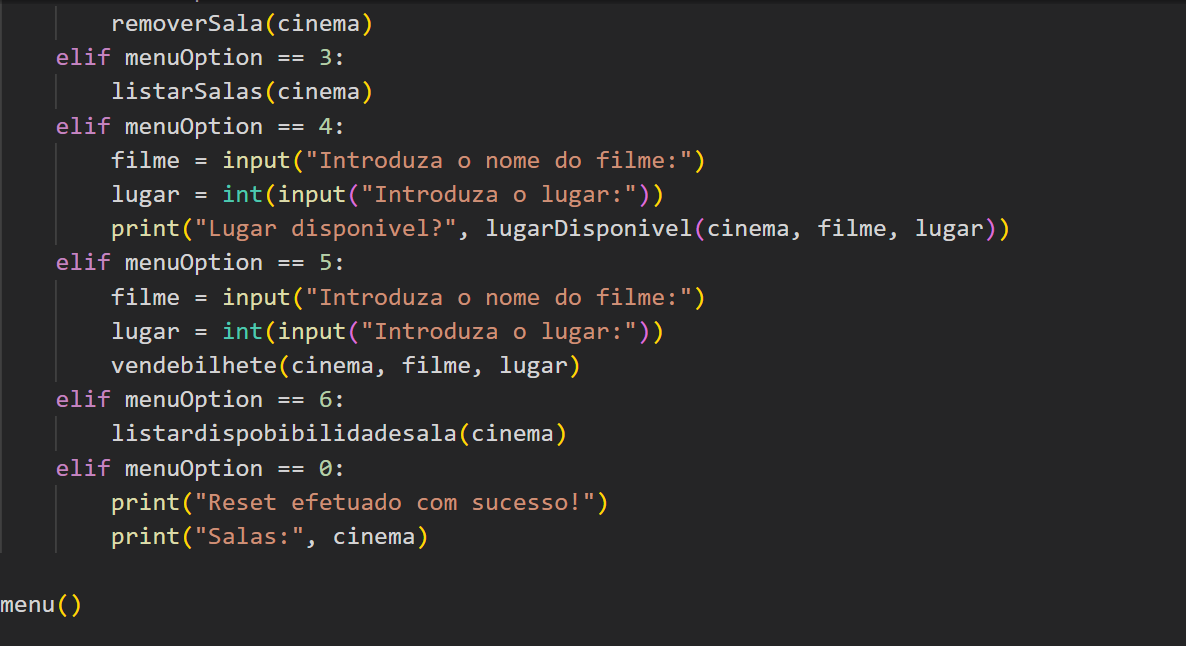 removerSala(cinema)
elif menuOption == 3:
listarSalas(cinema)
elif menuOption == 4:
filme = input("Introduza o nome do filme:")
lugar = int(input("Introduza o lugar:"))
print("Lugar disponivel?", lugarDisponivel(cinema, filme, lugar))
elif menuOption == 5:
filme = input("Introduza o nome do filme:")
lugar = int(input("Introduza o lugar:"))
vendebilhete(cinema, filme, lugar)
elif menuOption == 6:
listardispobibilidadesala(cinema)
elif menuOption == 0:
print("Reset efetuado com sucesso!")
print("Salas:", cinema)
menu()